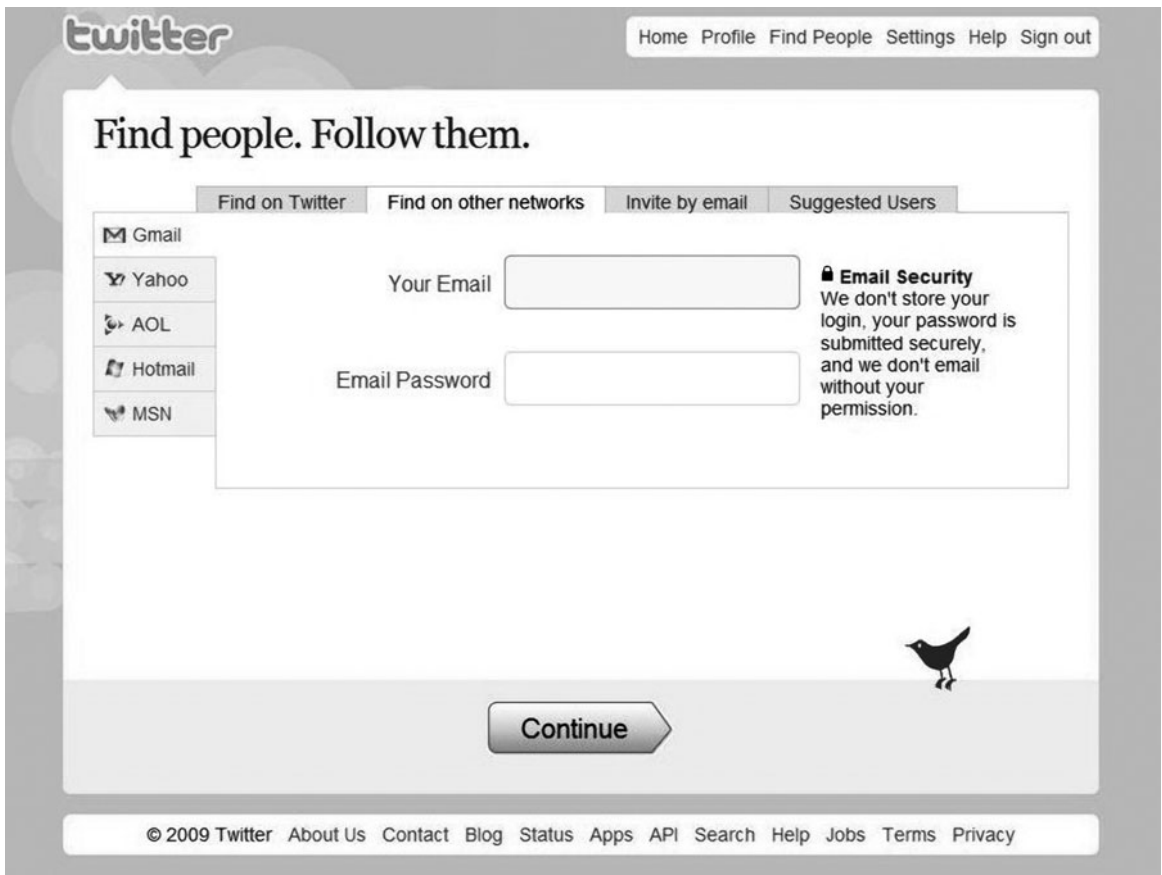 twitter
Home Profile Find People Settings Help Sign out
Find people. Follow them.
Find on Twitter Find on other networks Invite by email Suggested Users
Gmail
Yahoo
AOL
Hotmail
MSN
Your Email
Email Password
Email Security
We don't store your
login, your password is
submitted securely,
and we don't email
without your
permission.
Continue
© 2009 Twitter About Us Contact Blog Status Apps API Search Help Jobs Terms Privacy